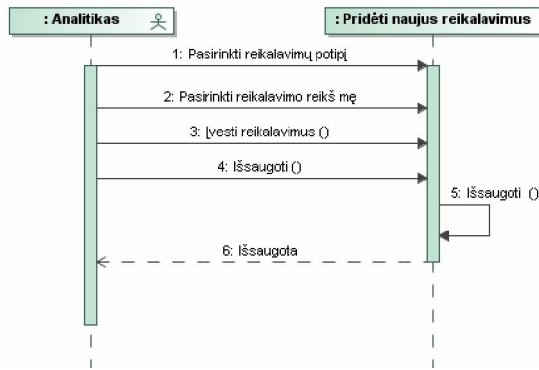 : Analitikas
: Pridėti naujus reikalavimus
1: Pasirinkti reikalavimų potipį
2: Pasirinkti reikalavimo reikš mę
3: Įvesti reikalavimus ()
4: Išsaugoti ()
5: Išsaugoti ()
6: Išsaugota